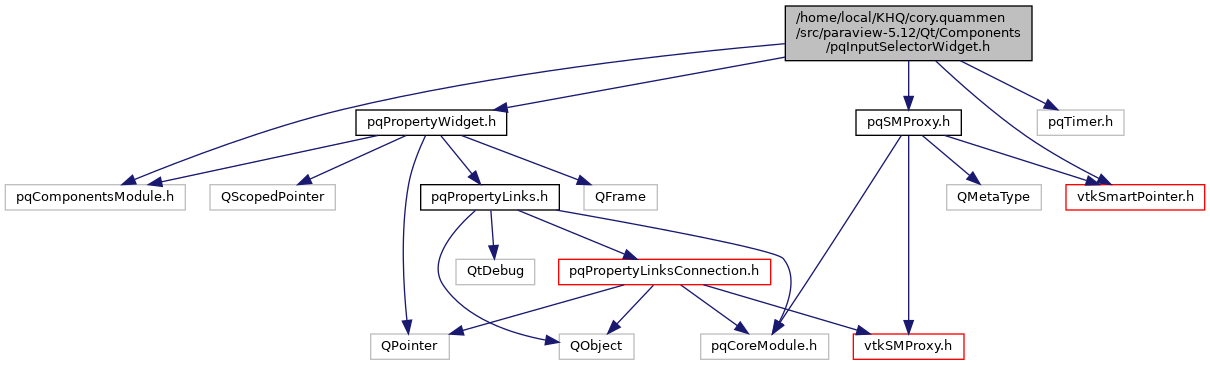 /home/local/KHQ/cory.quammen
/src/paraview-5.12/Qt/Components
/pqInputSelectorWidget.h
pqPropertyWidget.h
pqSMProxy.h
pqTimer.h
pqComponentsModule.h
QScopedPointer
pqPropertyLinks.h
QFrame
QMetaType
vtkSmartPointer.h
QtDebug
pqPropertyLinksConnection.h
QPointer
QObject
pqCoreModule.h
vtkSMProxy.h